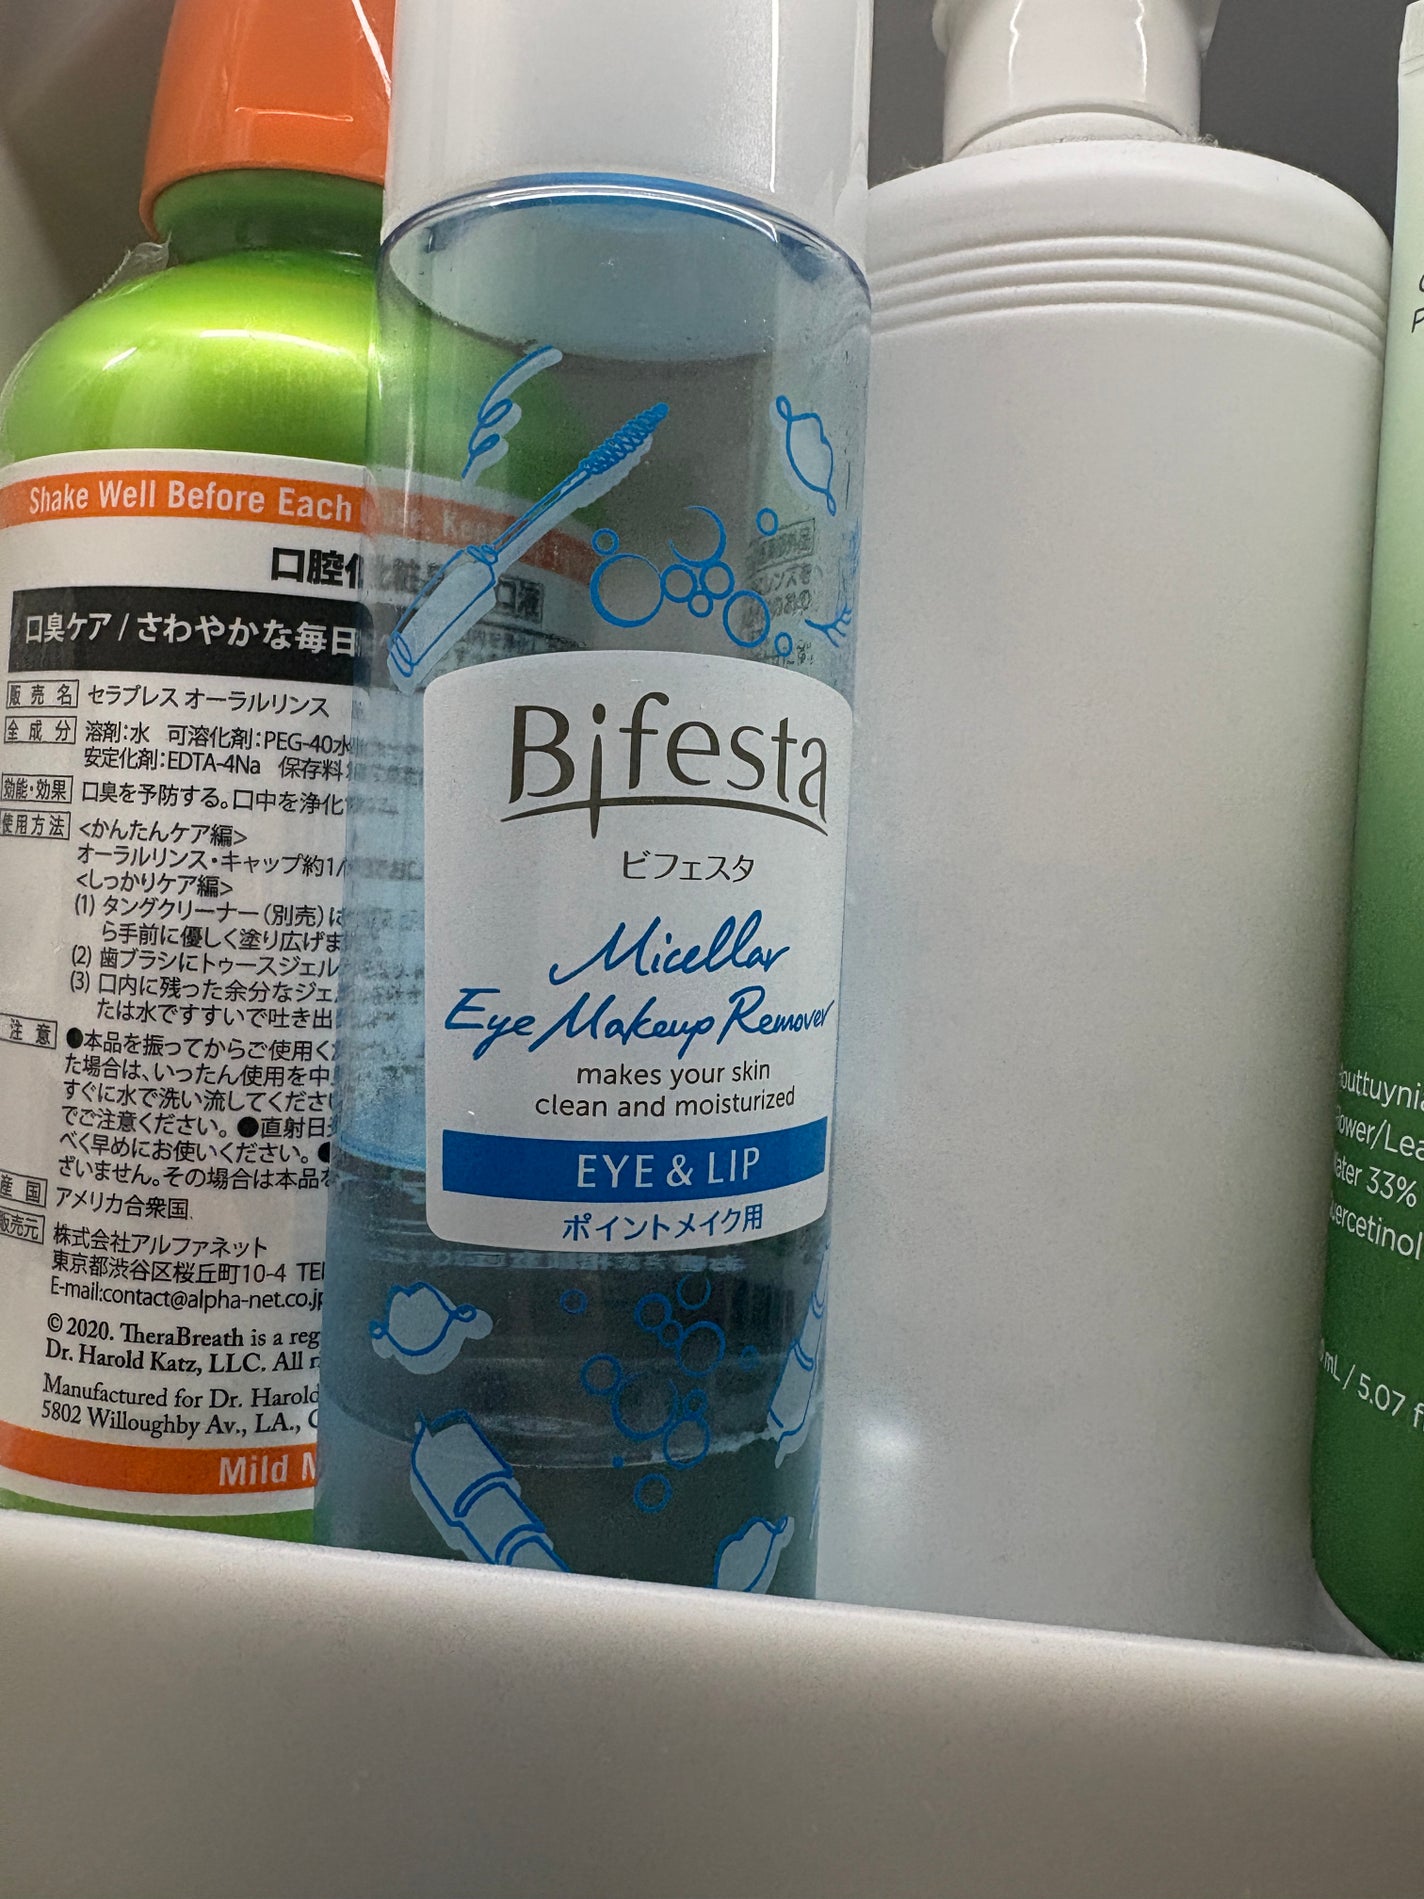 Shake Well Before Each
口腔化粧
口臭ケア / さわやかな毎日
販売名 セラブレス オーラルリンス
全成分 溶剤:水 可溶化剤:PEG-40水
安定化剤:EDTA-4Na 保存料
効能・効果 口臭を予防する。口中を浄化
使用方法 <かんたんケア編>
オーラルリンス・キャップ約1/
<しっかりケア編>
(1) タングクリーナー(別売)に
ら手前に優しく塗り広げま
(2) 歯ブラシにトゥースジェル
(3) 口内に残った余分なジェ
たは水ですすいで吐き出
注意 ●本品を振ってからご使用く
た場合は、いったん使用を中
すぐに水で洗い流してくださ
でご注意ください。●直射日
べく早めにお使いください。●
ざいません。その場合は本品
産国 アメリカ合衆国
販売元 株式会社アルファネット
東京都渋谷区桜丘町10-4 TEL
E-mail:contact@alpha-net.co.jp
© 2020. TheraBreath is a reg
Dr. Harold Katz, LLC. All r
Manufactured for Dr. Harold
5802 Willoughby Av., LA., C
Mild M
Bifesta
ビフェスタ
Micellar
Eye Makeup Remover
makes your skin
clean and moisturized
EYE & LIP
ポイントメイク用
outtuynia
ower/Lea
ater 33%
ercetinol
mL / 5.07 f